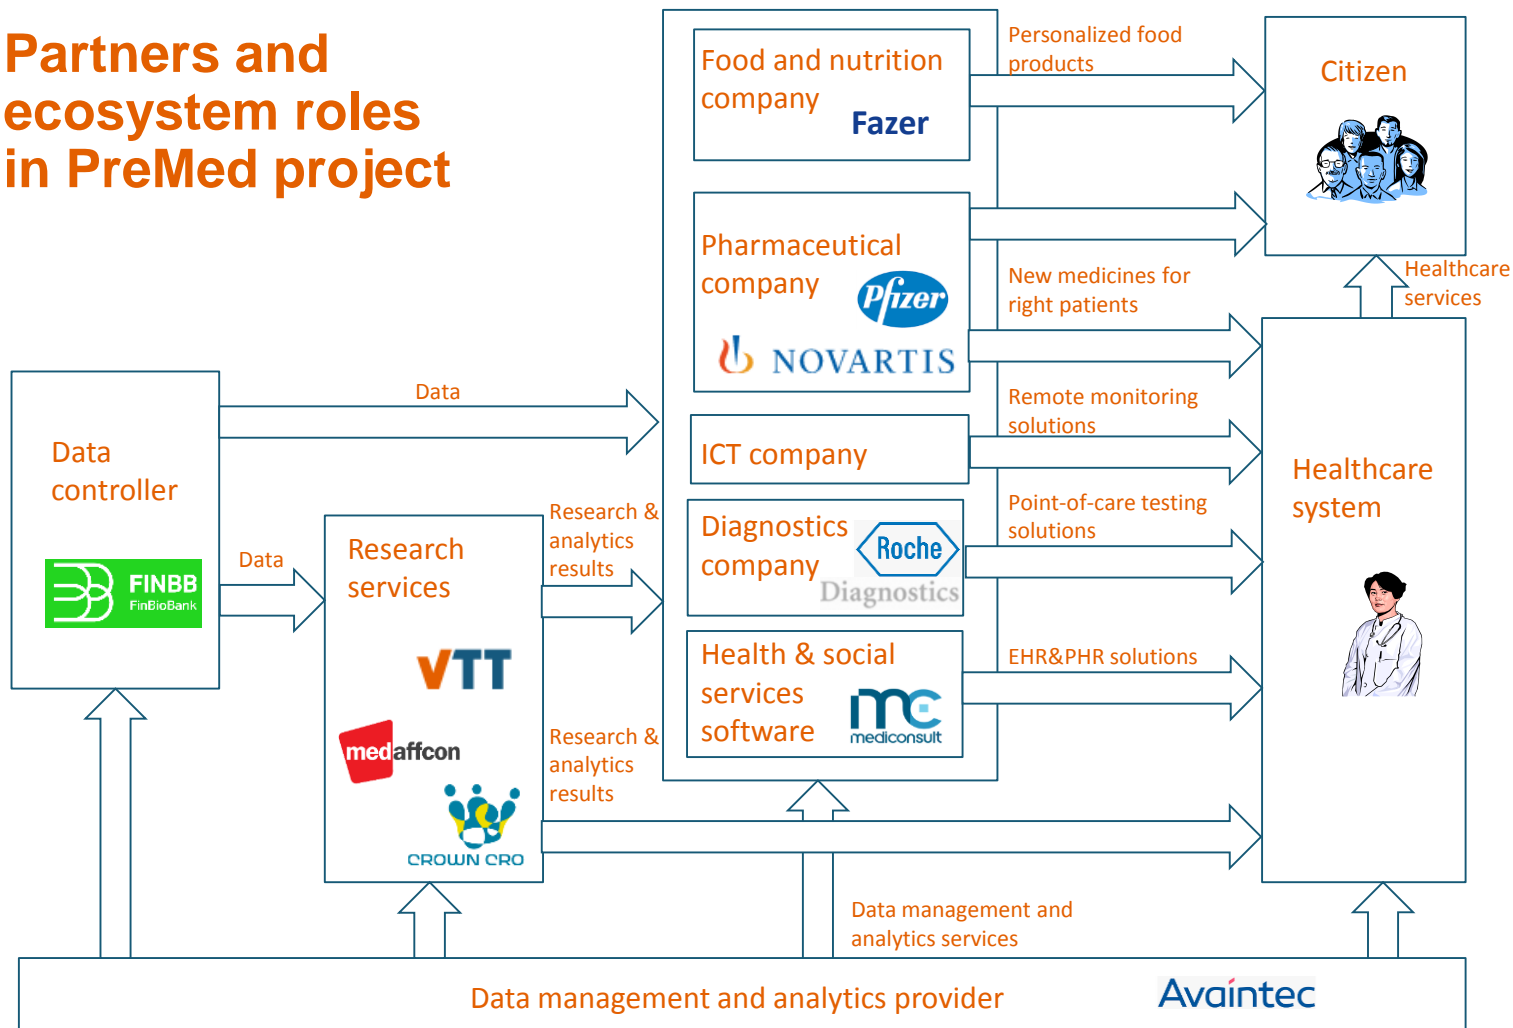 Partners and
ecosystem roles
in PreMed project
Food and nutrition
company
Fazer
Personalized food
products
Citizen
Pharmaceutical
company
Pfizer
NOVARTIS
New medicines for
right patients
Healthcare
services
Data
Data
controller
FINBB
FinBioBank
Data
Research
services
VTT
medaffcon
CROWN CRO
Research &
analytics
results
Research &
analytics
results
ICT company
Remote monitoring
solutions
Diagnostics
company
Roche
Diagnostics
Point-of-care testing
solutions
Health & social
services
software
mc
mediconsult
EHR&PHR solutions
Healthcare
system
Data management and
analytics services
Data management and analytics provider
Avaintec